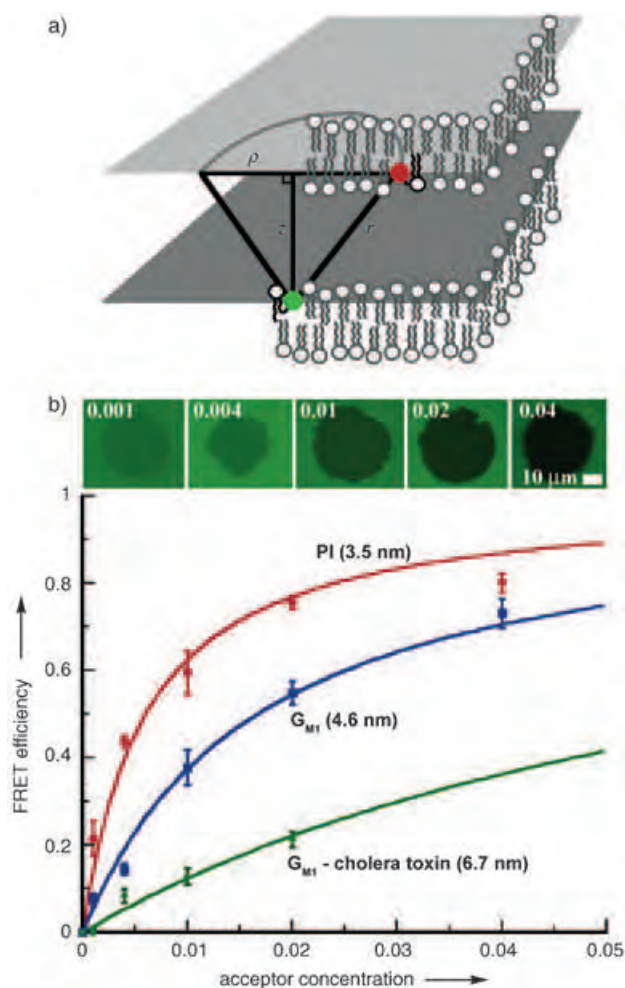 a)
ρ
z
r
b)
0.001 0.004 0.01 0.02 0.04
10 μm
1
PI (3.5 nm)
0.8
0.6
GM1 (4.6 nm)
0.4
GM1 - cholera toxin (6.7 nm)
0.2
0
FRET efficiency
0 0.01 0.02 0.03 0.04 0.05
acceptor concentration